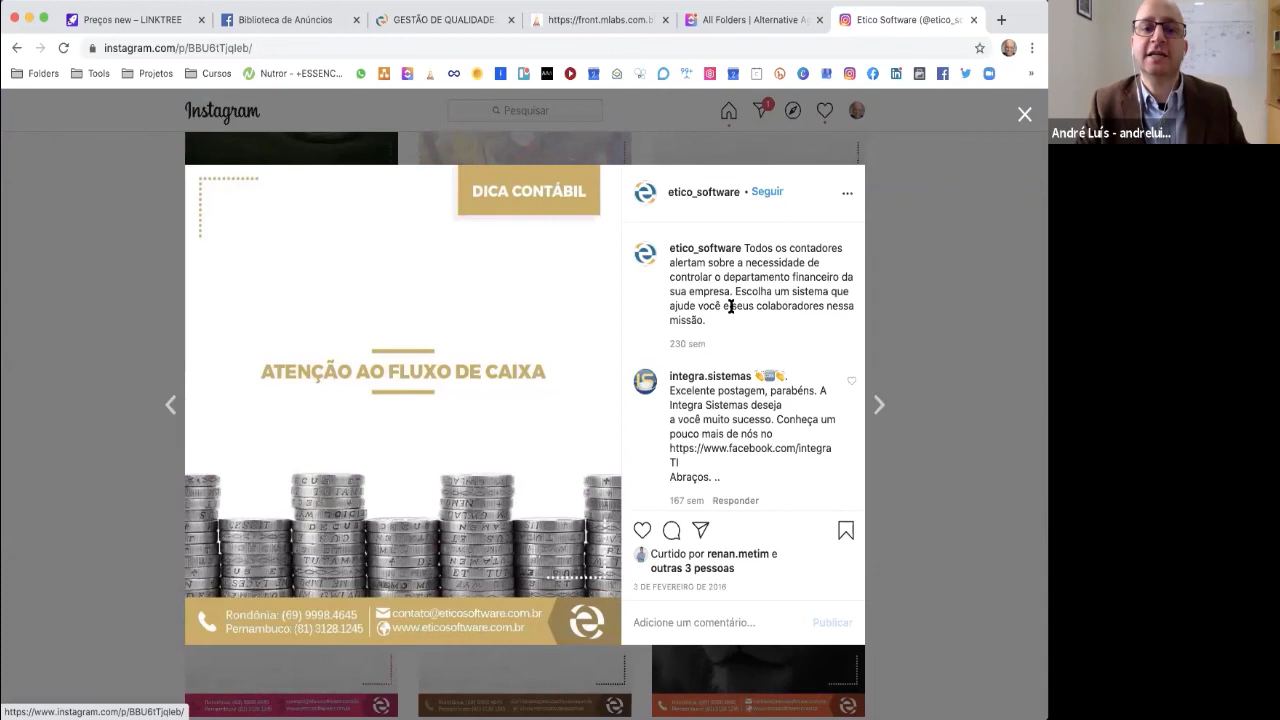 Preços new – LINKTREE
Biblioteca de Anúncios
GESTÃO DE QUALIDADE
https://front.mlabs.com.b
All Folders | Alternative A
Etico Software (@etico_so
instagram.com/p/BBU6tTjqIeb/
Folders
Tools
Projetos
Cursos
Nutror - +ESSENC...
99+
Instagram
Pesquisar
1
André Luís - andrelui...
DICA CONTÁBIL
ATENÇÃO AO FLUXO DE CAIXA
Rondônia: (69) 9998.4645
Pernambuco: (81) 3128.1245
contato@eticosoftware.com.br
www.eticosoftware.com.br
etico_software • Seguir
etico_software Todos os contadores
alertam sobre a necessidade de
controlar o departamento financeiro da
sua empresa. Escolha um sistema que
ajude você e seus colaboradores nessa
missão.
230 sem
integra.sistemas 👏🔝👏.
Excelente postagem, parabéns. A
Integra Sistemas deseja
a você muito sucesso. Conheça um
pouco mais de nós no
https://www.facebook.com/integra
TI
Abraços. ..
167 sem Responder
Curtido por renan.metim e
outras 3 pessoas
2 DE FEVEREIRO DE 2016
Adicione um comentário...
Publicar
https://www.instagram.com/p/BBU6tTjqIeb/